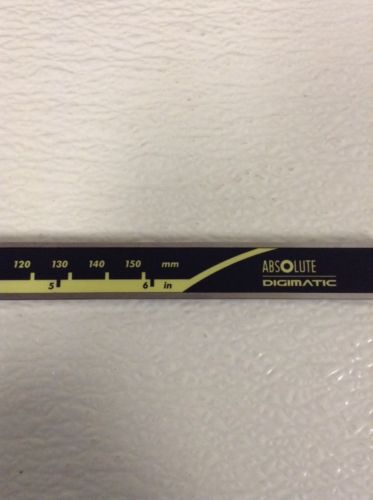 120 130 140 150 mm
5 6 in
ABSOLUTE
DIGIMATIC